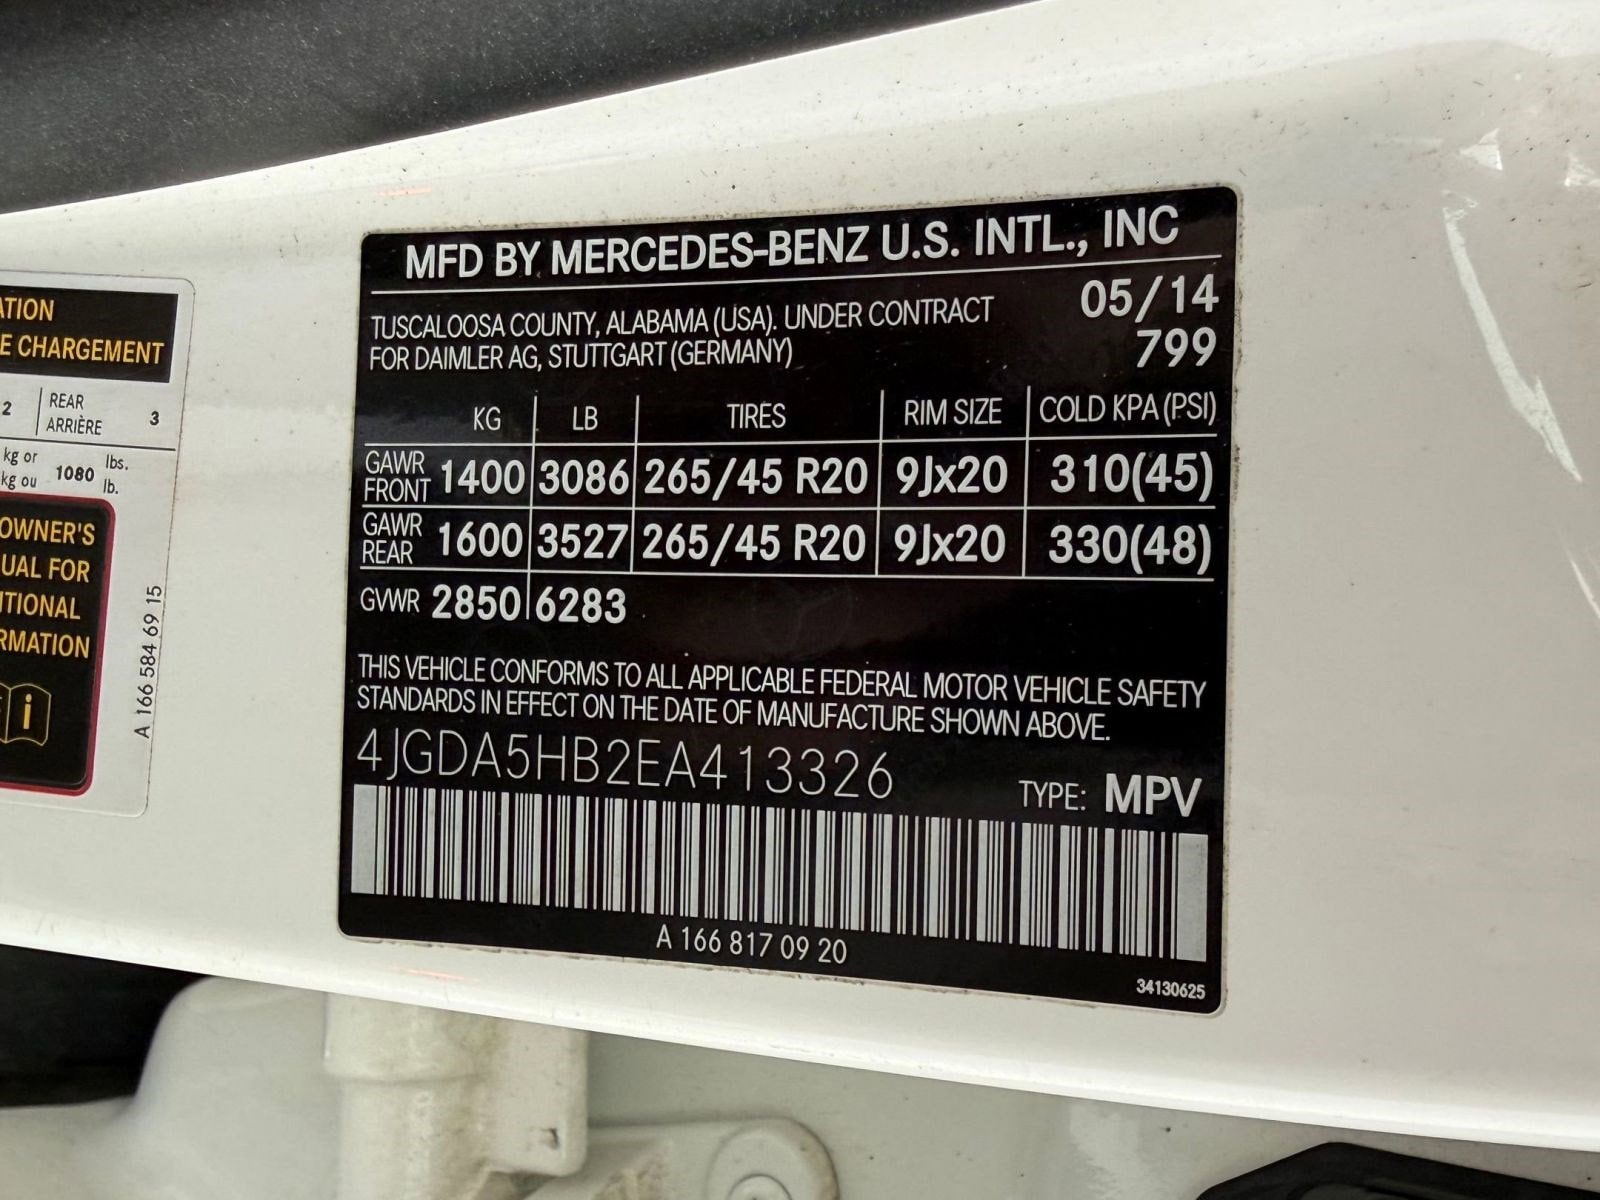 ATION
E CHARGEMENT
2 REAR ARRIÈRE 3
kg or
kg ou
1080 lbs.
lb.
OWNER'S
UAL FOR
ITIONAL
RMATION
i
A 166 584 69 15
MFD BY MERCEDES-BENZ U.S. INTL., INC
TUSCALOOSA COUNTY, ALABAMA (USA). UNDER CONTRACT
FOR DAIMLER AG, STUTTGART (GERMANY)
05/14
799
KG LB TIRES RIM SIZE COLD KPA (PSI)
GAWR FRONT 1400 3086 265/45 R20 9Jx20 310(45)
GAWR REAR 1600 3527 265/45 R20 9Jx20 330(48)
GVWR 2850 6283
THIS VEHICLE CONFORMS TO ALL APPLICABLE FEDERAL MOTOR VEHICLE SAFETY
STANDARDS IN EFFECT ON THE DATE OF MANUFACTURE SHOWN ABOVE.
4JGDA5HB2EA413326
TYPE: MPV
A 166 817 09 20
34130625